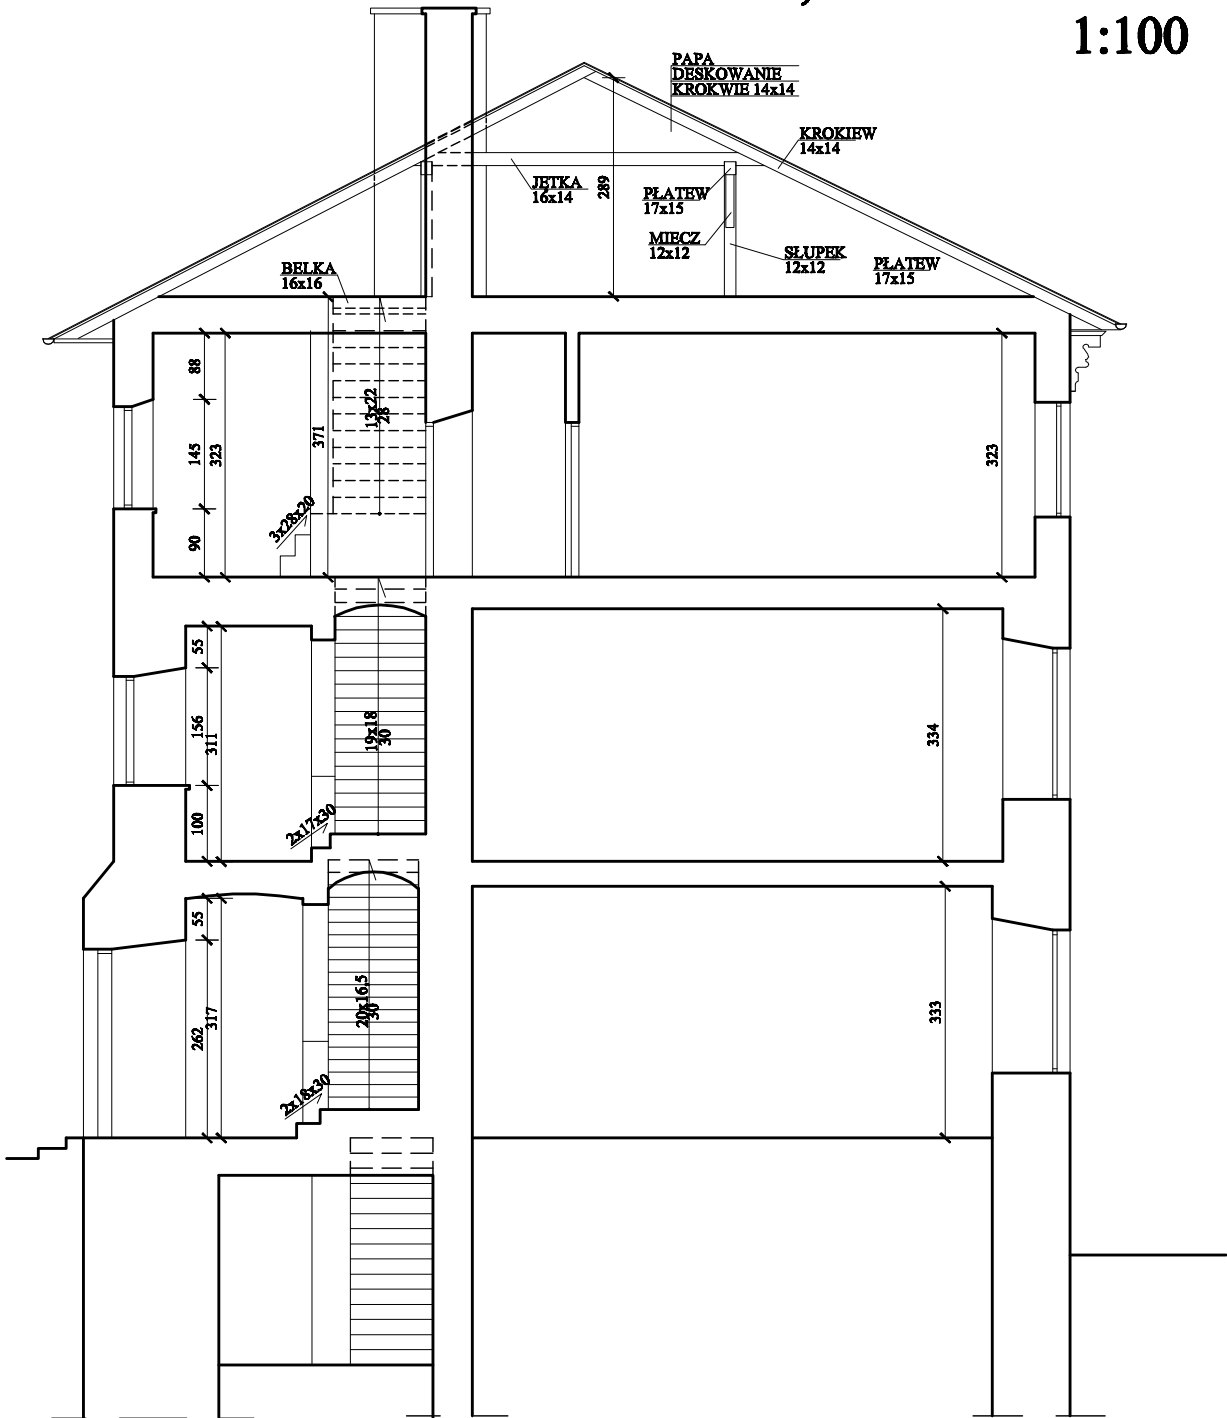 1:100
PAPA
DESKOWANIE
KROKWIE 14x14
KROKIEW
14x14
JĘTKA
16x14
289
PŁATEW
17x15
MIECZ
12x12
SŁUPEK
12x12
PŁATEW
17x15
BELKA
16x16
88
145
323
90
371
13x22
28
3x28x20
323
55
156
311
100
19x18
30
2x17x30
334
55
262
317
20x16,5
30
2x18x30
333